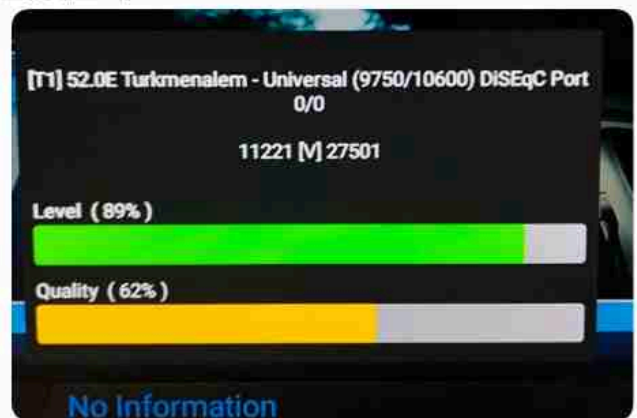 [T1] 52.0E Turkmenalem - Universal (9750/10600) DiSEqC Port
0/0
11221 [V] 27501
Level ( 89% )
Quality ( 62% )
No Information